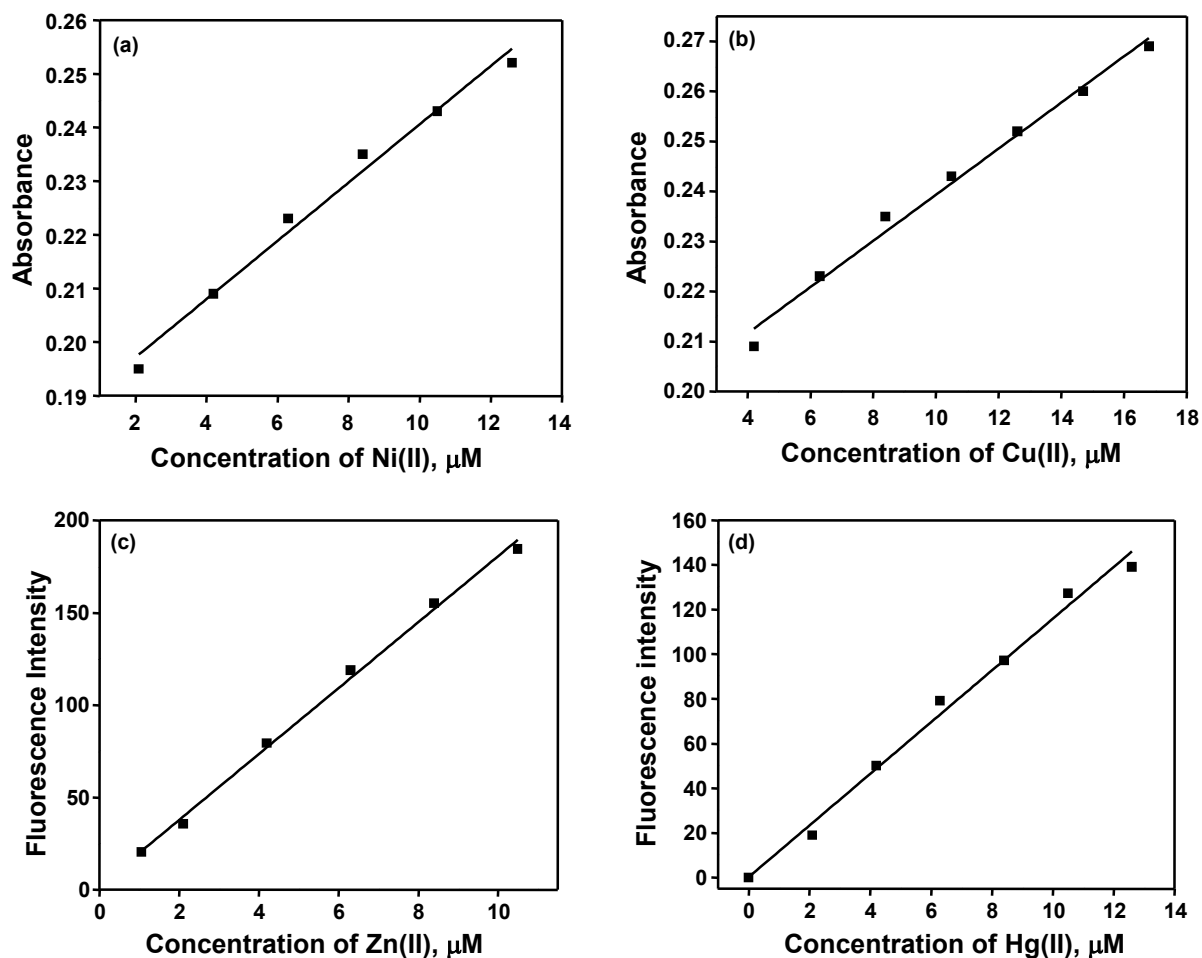 (a)
Absorbance
0.26
0.25
0.24
0.23
0.22
0.21
0.20
0.19
2 4 6 8 10 12 14
Concentration of Ni(II), μM
(b)
Absorbance
0.27
0.26
0.25
0.24
0.23
0.22
0.21
0.20
4 6 8 10 12 14 16 18
Concentration of Cu(II), μM
(c)
Fluorescence Intensity
200
150
100
50
0
0 2 4 6 8 10
Concentration of Zn(II), μM
(d)
Fluorescence intensity
160
140
120
100
80
60
40
20
0
0 2 4 6 8 10 12 14
Concentration of Hg(II), μM